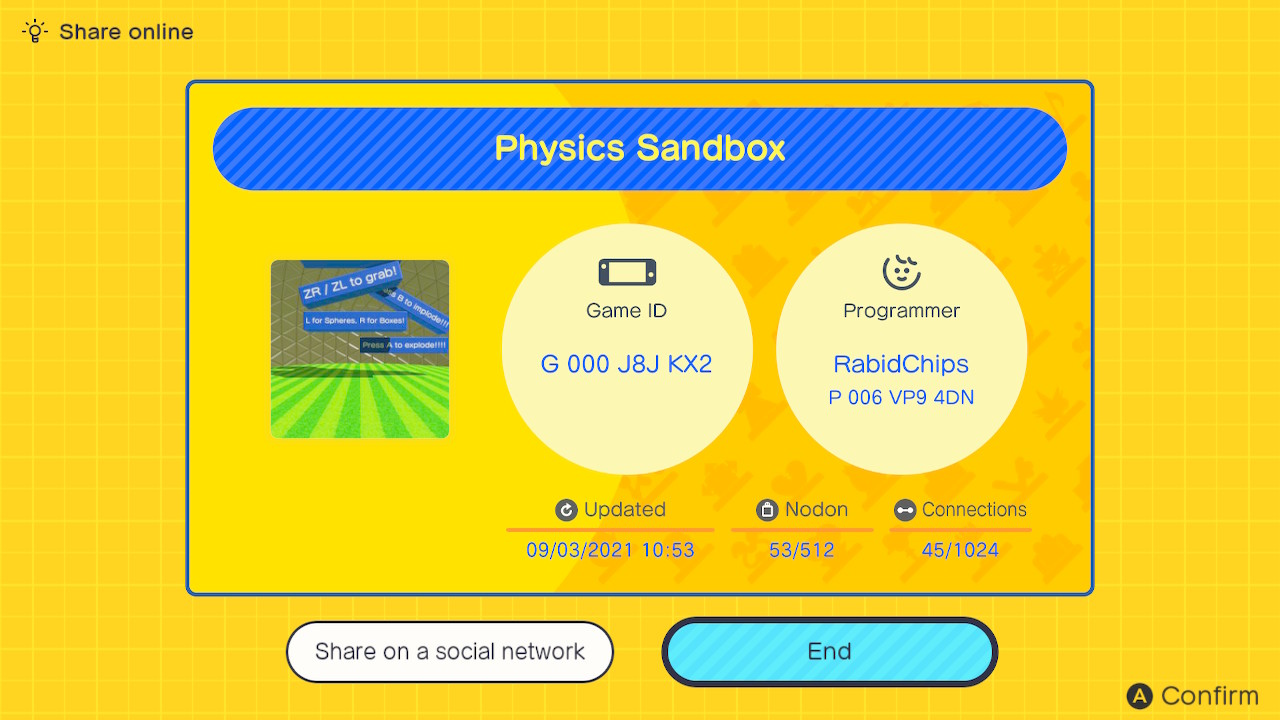 Share online
Physics Sandbox
ZR / ZL to grab!
B to implode!!!
L for Spheres, R for Boxes!
Press A to explode!!!!
Game ID
G 000 J8J KX2
Programmer
RabidChips
P 006 VP9 4DN
Updated
Nodon
Connections
09/03/2021 10:53
53/512
45/1024
Share on a social network
End
A Confirm